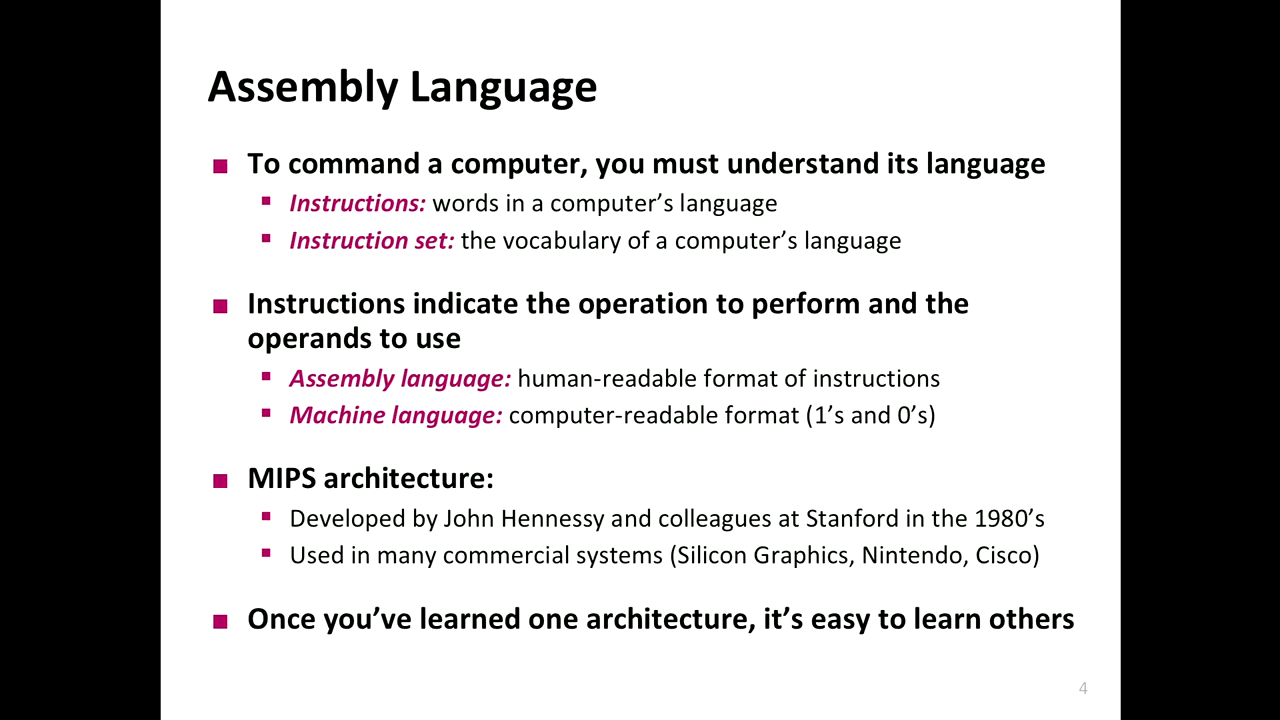 Assembly Language
To command a computer, you must understand its language
Instructions: words in a computer’s language
Instruction set: the vocabulary of a computer’s language
Instructions indicate the operation to perform and the
operands to use
Assembly language: human-readable format of instructions
Machine language: computer-readable format (1’s and 0’s)
MIPS architecture:
Developed by John Hennessy and colleagues at Stanford in the 1980’s
Used in many commercial systems (Silicon Graphics, Nintendo, Cisco)
Once you’ve learned one architecture, it’s easy to learn others
4